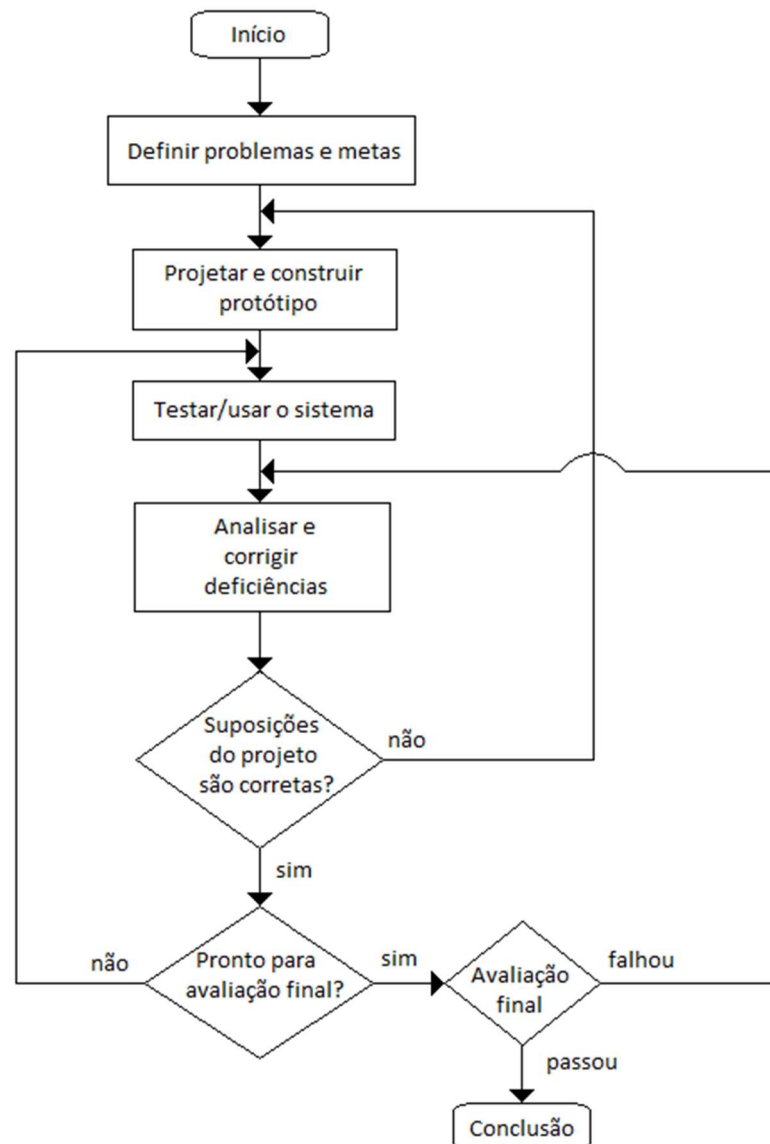 Início
Definir problemas e metas
Projetar e construir
protótipo
Testar/usar o sistema
Analisar e
corrigir
deficiências
Suposições
do projeto
são corretas?
não
sim
não
Pronto para
avaliação final?
sim
Avaliação
final
falhou
passou
Conclusão